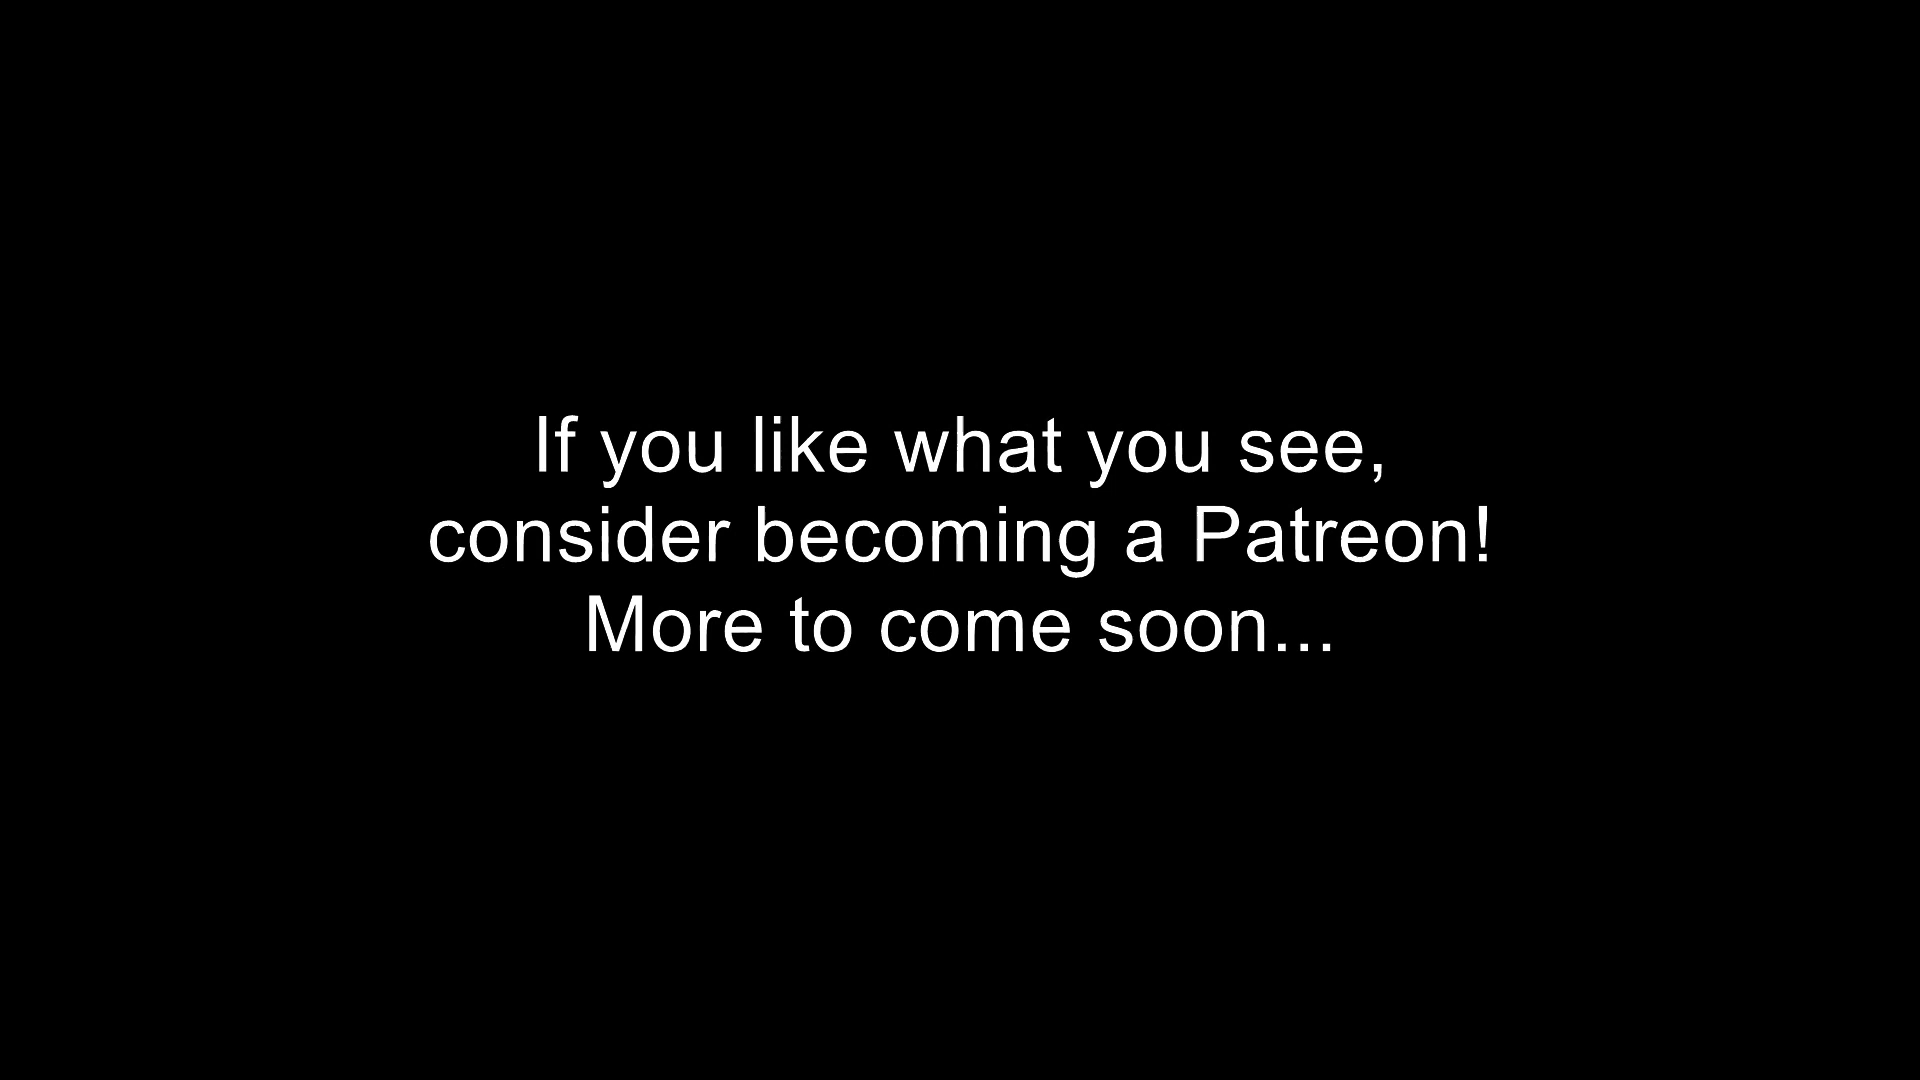 If you like what you see,
consider becoming a Patreon!
More to come soon...